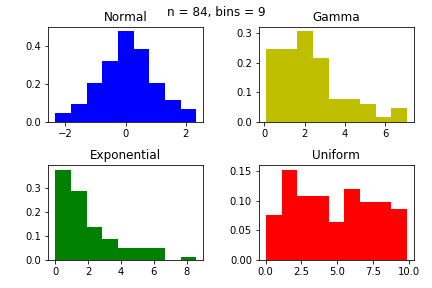 n = 84, bins = 9
Normal
0.4
0.2
0.0
−2 0 2
Gamma
0.3
0.2
0.1
0.0
0 2 4 6
Exponential
0.3
0.2
0.1
0.0
0 2 4 6 8
Uniform
0.15
0.10
0.05
0.00
0.0 2.5 5.0 7.5 10.0